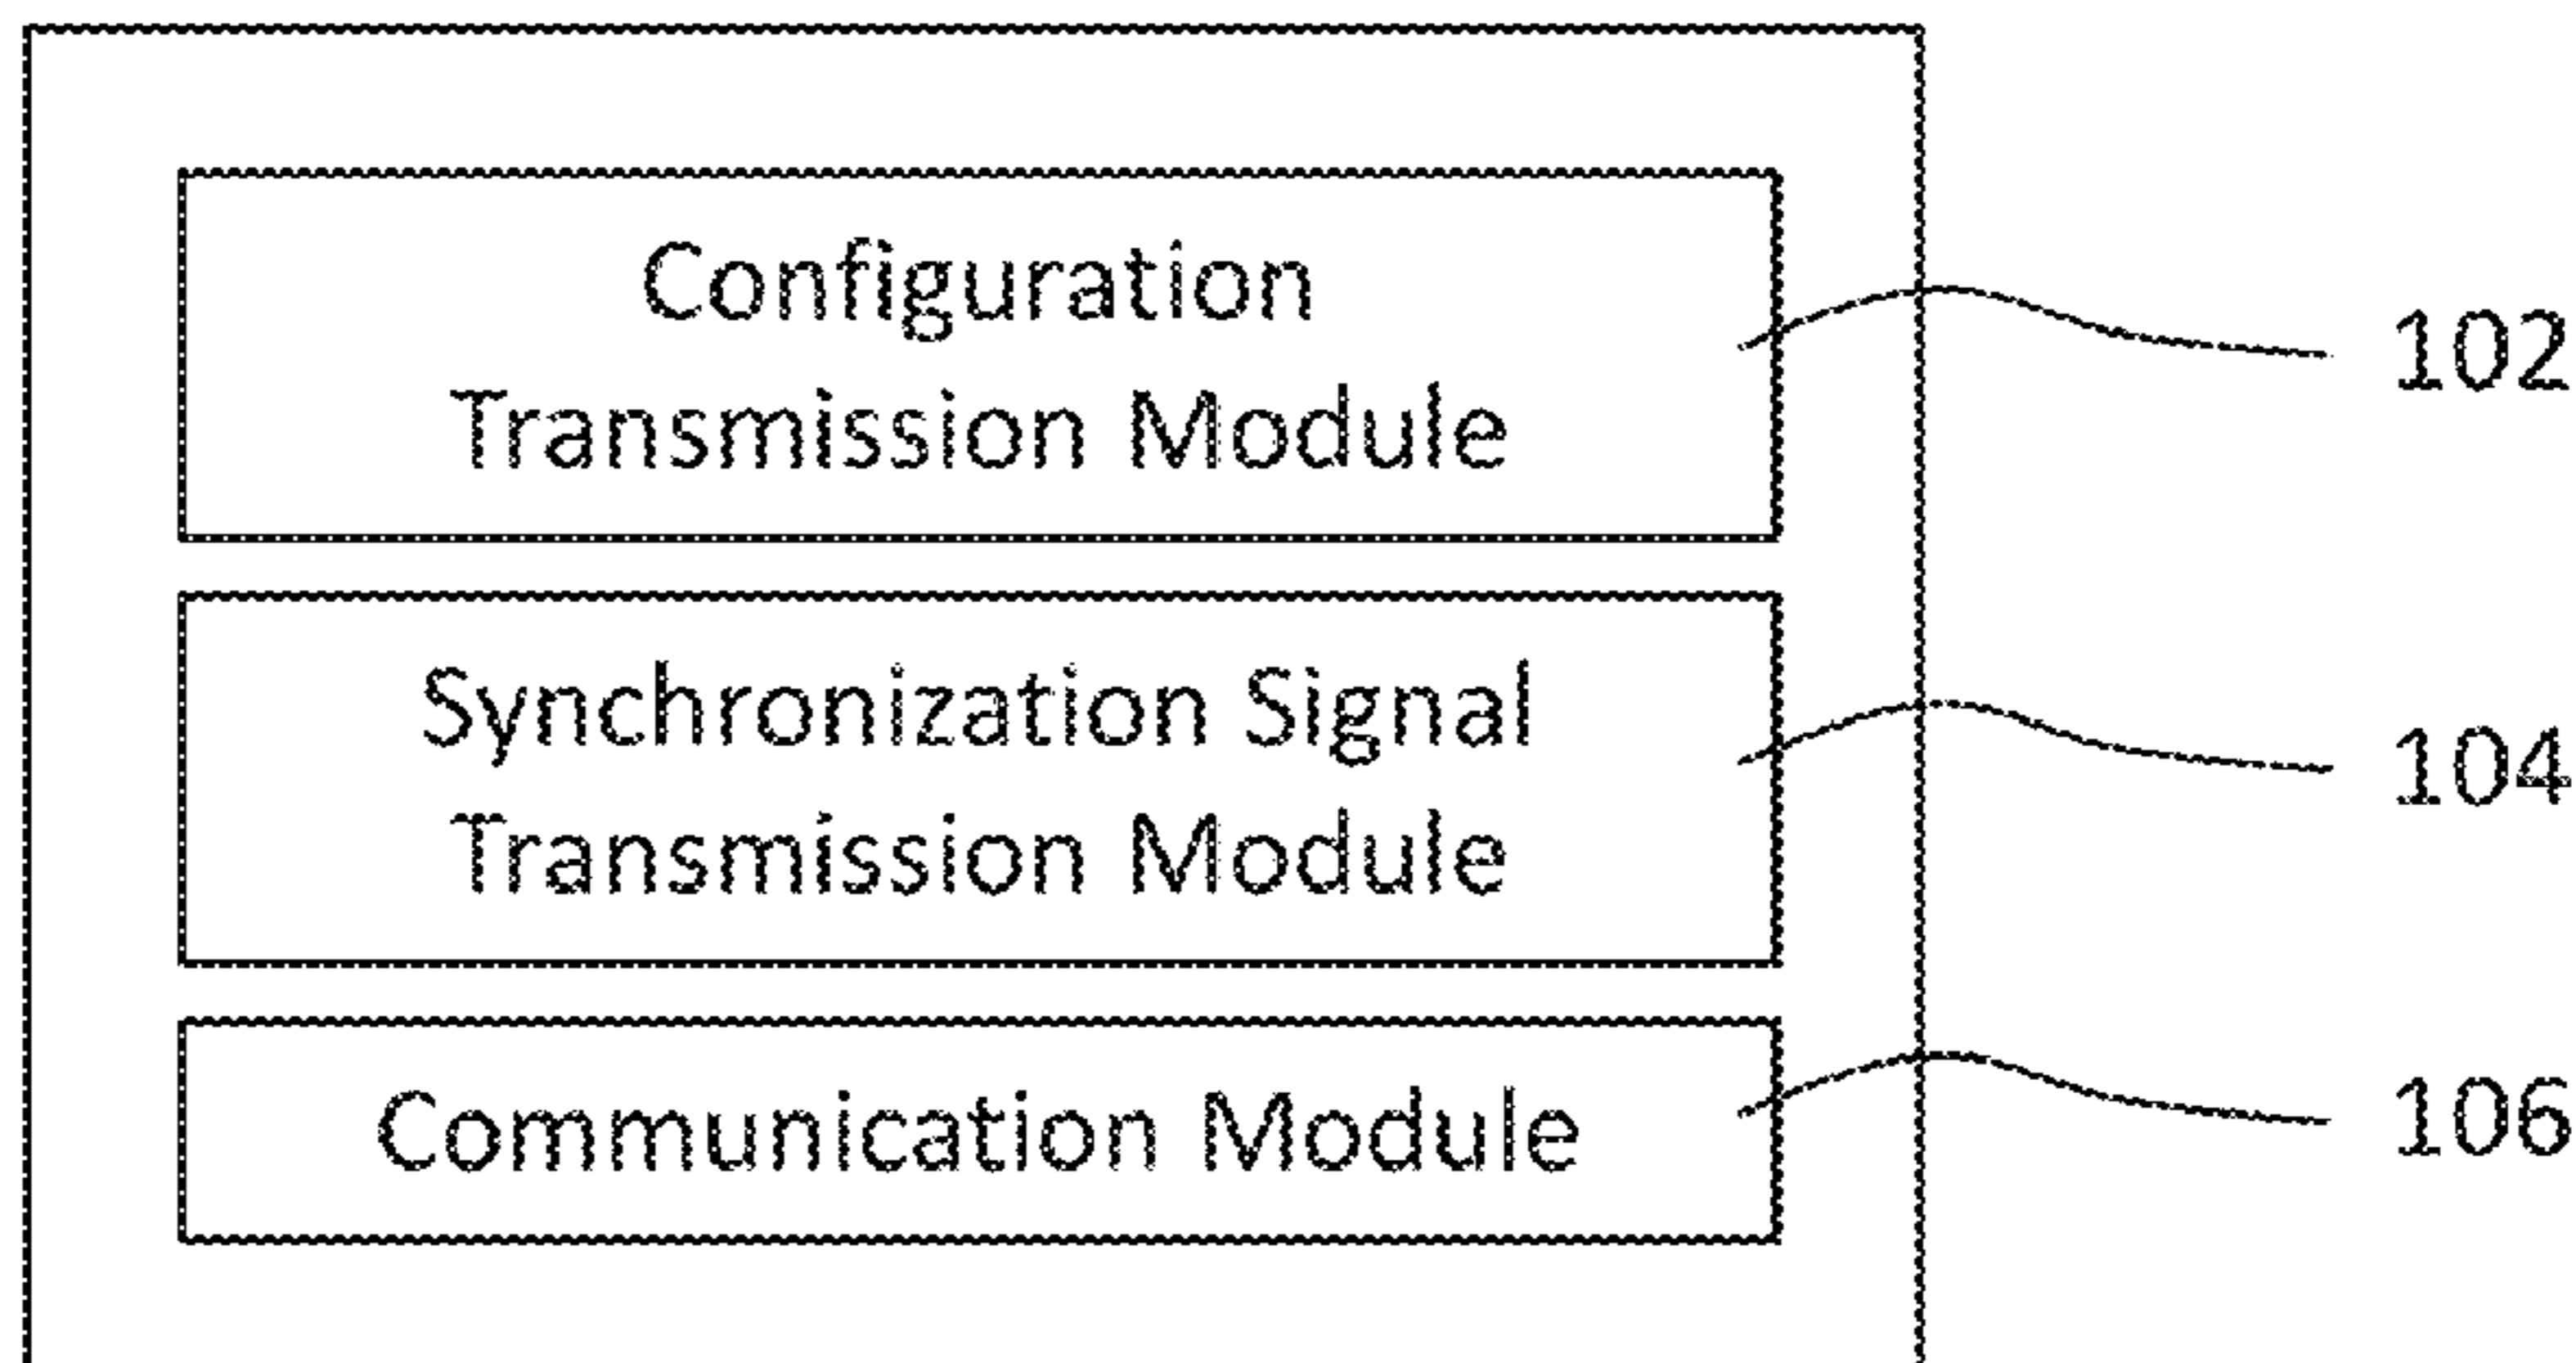 Configuration
Transmission Module
102
Synchronization Signal
Transmission Module
104
Communication Module
106